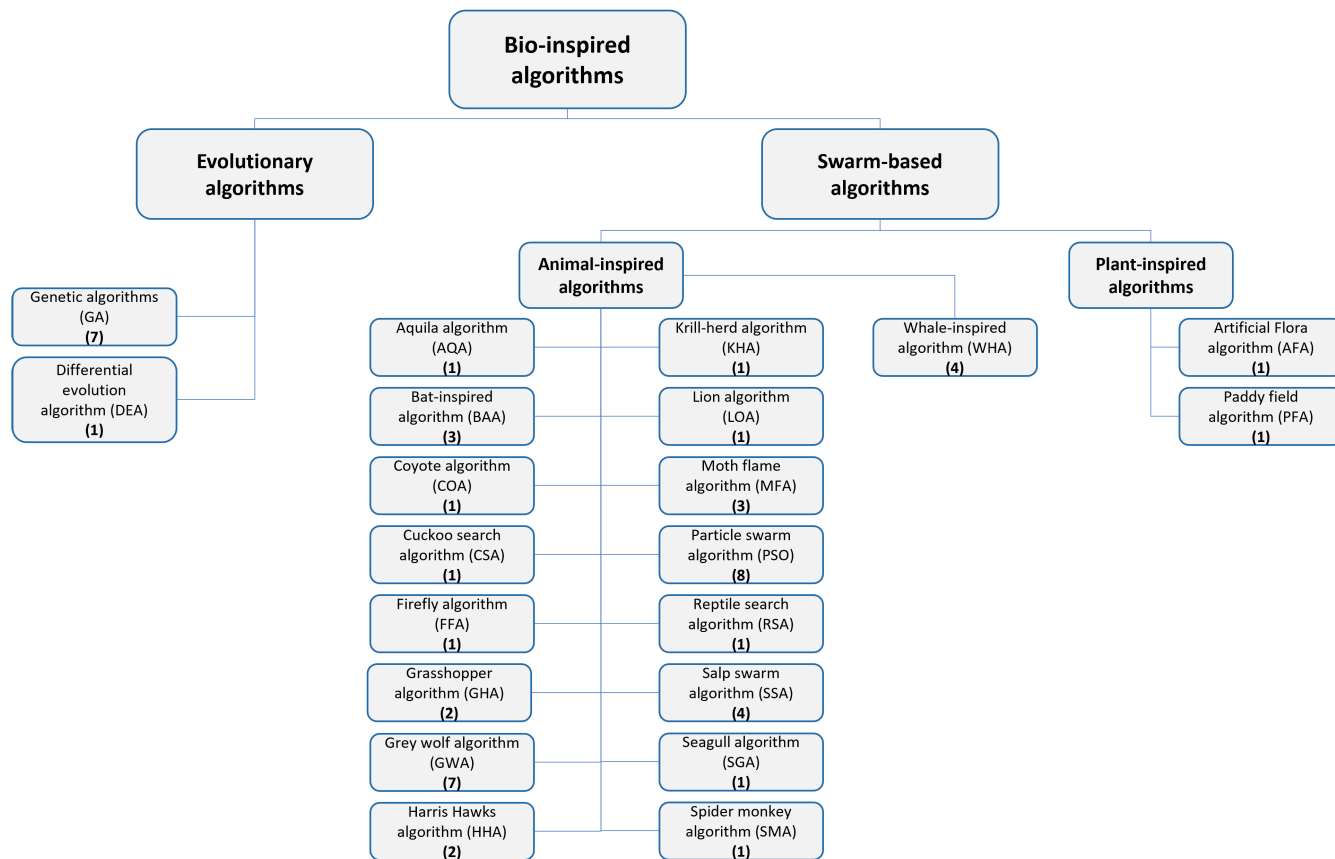 Bio-inspired
algorithms
Evolutionary
algorithms
Swarm-based
algorithms
Animal-inspired
algorithms
Plant-inspired
algorithms
Genetic algorithms
(GA)
(7)
Differential
evolution
algorithm (DEA)
(1)
Aquila algorithm
(AQA)
(1)
Bat-inspired
algorithm (BAA)
(3)
Coyote algorithm
(COA)
(1)
Cuckoo search
algorithm (CSA)
(1)
Firefly algorithm
(FFA)
(1)
Grasshopper
algorithm (GHA)
(2)
Grey wolf algorithm
(GWA)
(7)
Harris Hawks
algorithm (HHA)
(2)
Krill-herd algorithm
(KHA)
(1)
Lion algorithm
(LOA)
(1)
Moth flame
algorithm (MFA)
(3)
Particle swarm
algorithm (PSO)
(8)
Reptile search
algorithm (RSA)
(1)
Salp swarm
algorithm (SSA)
(4)
Seagull algorithm
(SGA)
(1)
Spider monkey
algorithm (SMA)
(1)
Whale-inspired
algorithm (WHA)
(4)
Artificial Flora
algorithm (AFA)
(1)
Paddy field
algorithm (PFA)
(1)